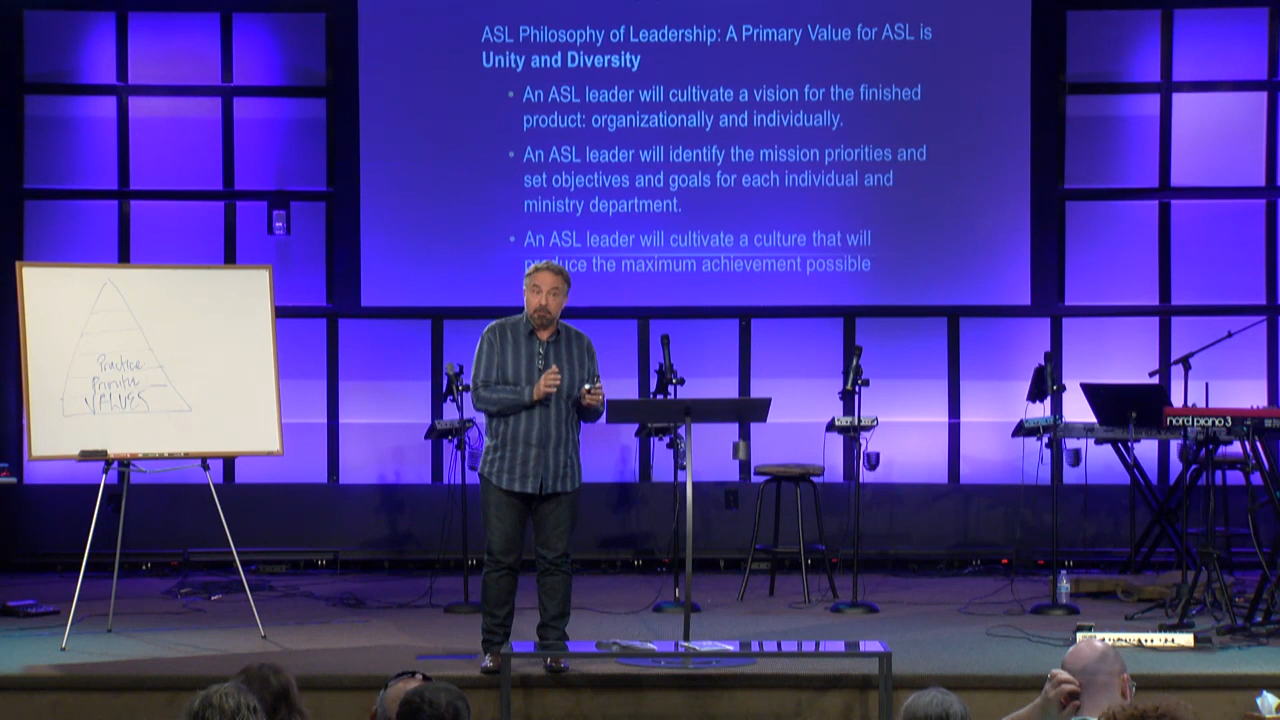 ASL Philosophy of Leadership: A Primary Value for ASL is
Unity and Diversity
• An ASL leader will cultivate a vision for the finished
product: organizationally and individually.
• An ASL leader will identify the mission priorities and
set objectives and goals for each individual and
ministry department.
• An ASL leader will cultivate a culture that will
produce the maximum achievement possible
Practice
VALUES
nord piano 3